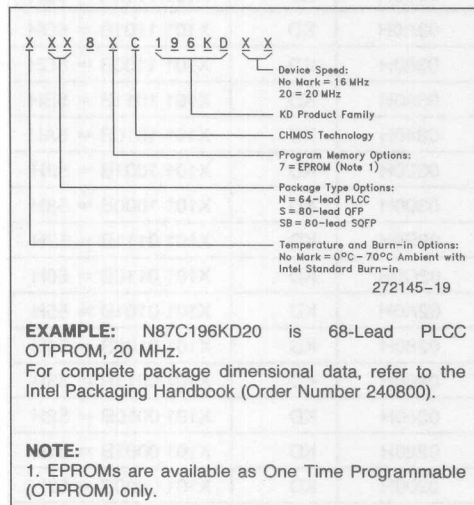 X X X 8 X C 1 9 6 K D X X
Device Speed:
No Mark = 16 MHz
20 = 20 MHz
KD Product Family
CHMOS Technology
Program Memory Options:
7 = EPROM (Note 1)
Package Type Options:
N = 64-lead PLCC
S = 80-lead QFP
SB = 80-lead SQFP
Temperature and Burn-in Options:
No Mark = 0°C - 70°C Ambient with
Intel Standard Burn-in
272145-19
EXAMPLE: N87C196KD20 is 68-Lead PLCC
OTPROM, 20 MHz.
For complete package dimensional data, refer to the
Intel Packaging Handbook (Order Number 240800).
NOTE:
1. EPROMs are available as One Time Programmable
(OTPROM) only.